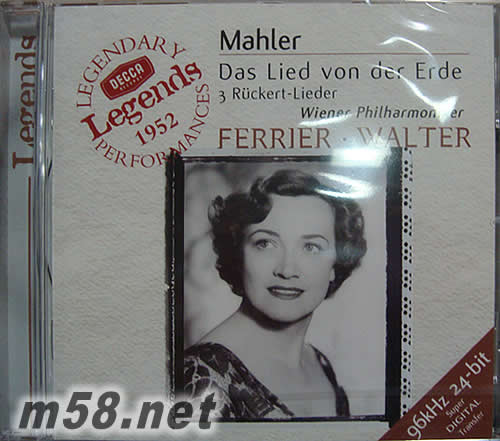 Legends
LEGENDARY
DECCA
Legends
1952
PERFORMANCES
Mahler
Das Lied von der Erde
3 Rückert-Lieder
Wiener Philharmoniker
FERRIER · WALTER
96kHz 24-bit
Super
DIGITAL
Transfer
m58.net